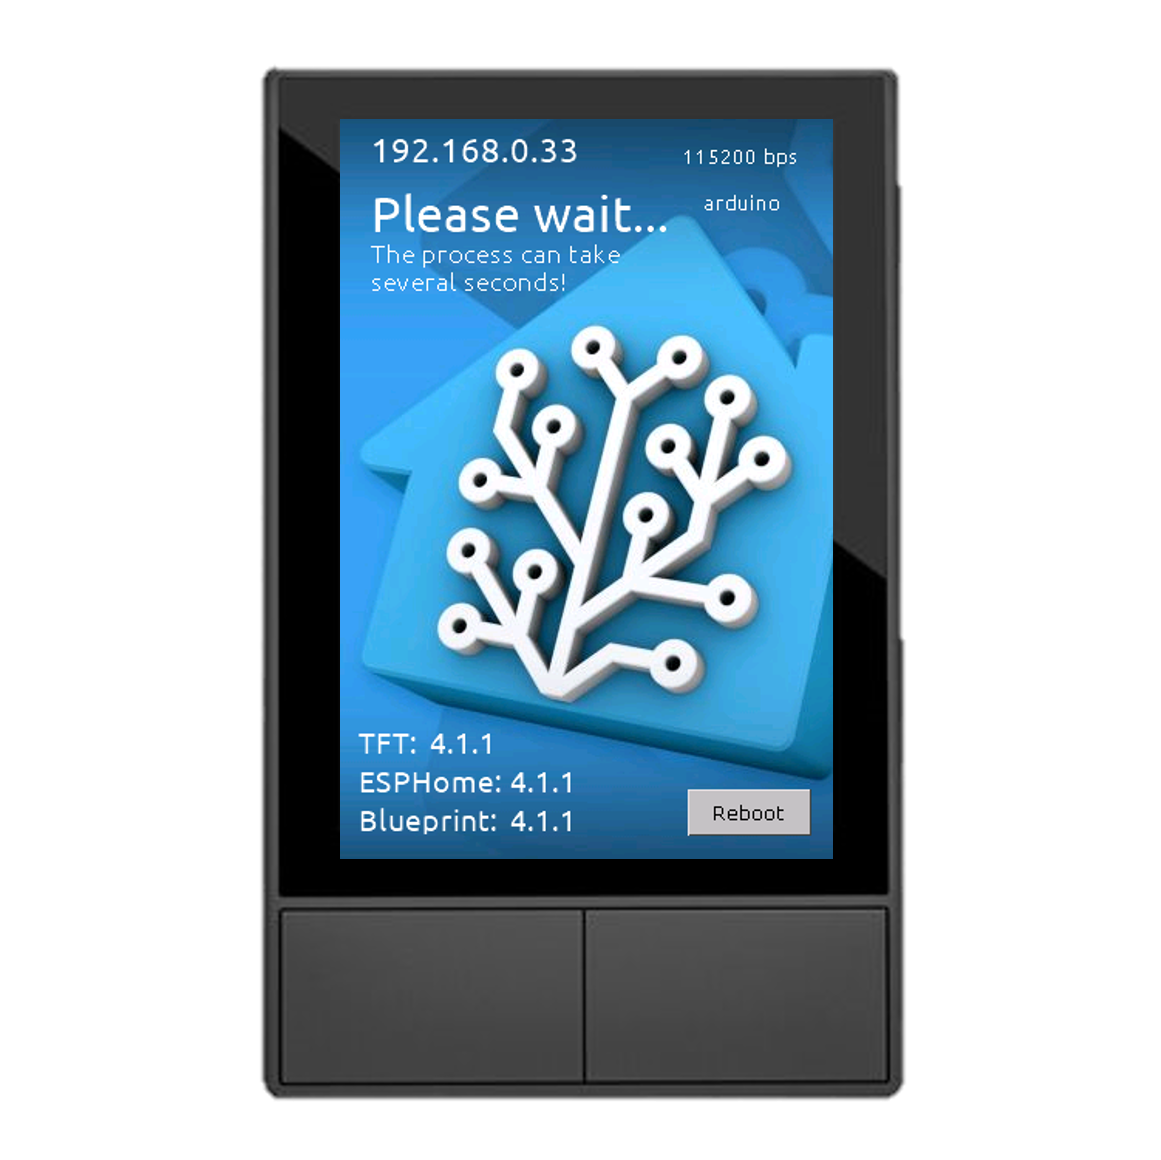 192.168.0.33
115200 bps
Please wait...
arduino
The process can take
several seconds!
TFT: 4.1.1
ESPHome: 4.1.1
Blueprint: 4.1.1
Reboot